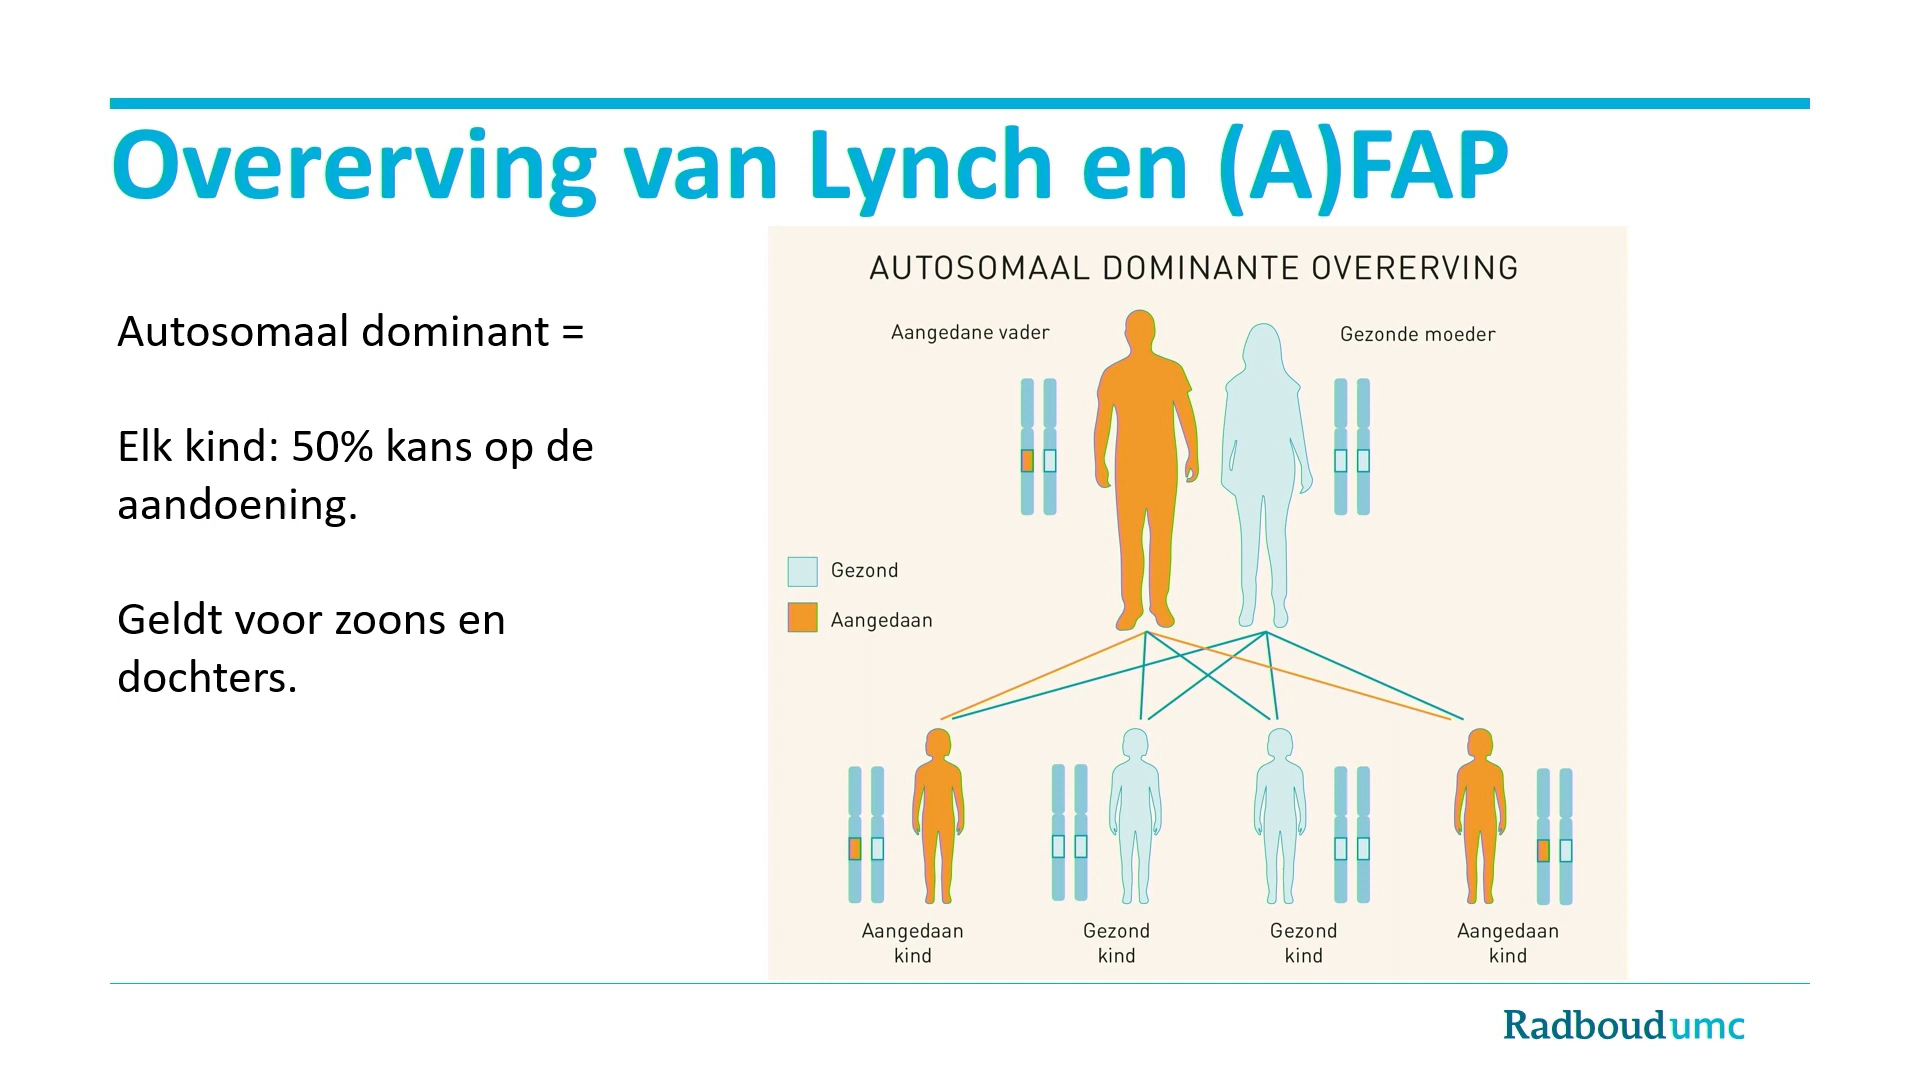 Overerving van Lynch en (A)FAP
Autosomaal dominant =
Elk kind: 50% kans op de
aandoening.
Geldt voor zoons en
dochters.
AUTOSOMAAL DOMINANTE OVERERVING
Aangedane vader
Gezonde moeder
Gezond
Aangedaan
Aangedaan
kind
Gezond
kind
Gezond
kind
Aangedaan
kind
Radboudumc